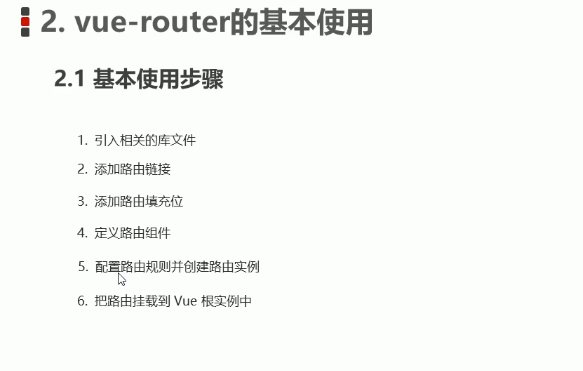 2. vue-router的基本使用
2.1 基本使用步骤
1. 引入相关的库文件
2. 添加路由链接
3. 添加路由填充位
4. 定义路由组件
5. 配置路由规则并创建路由实例
6. 把路由挂载到 Vue 根实例中